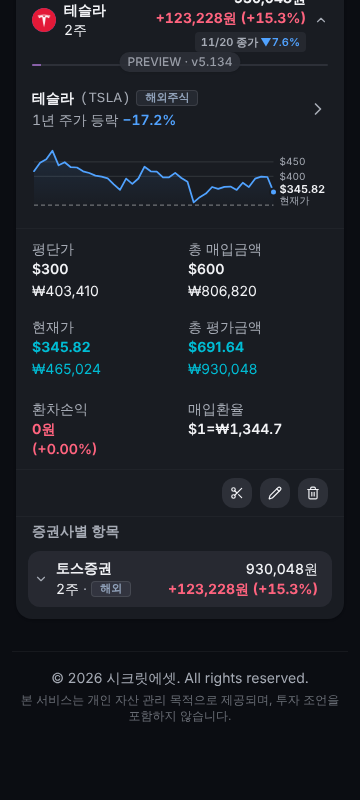 테슬라
930,048원
2주
+123,228원 (+15.3%)
11/20 종가 ▼7.6%
PREVIEW · v5.134
테슬라 (TSLA) 해외주식
1년 주가 등락 −17.2%
$450
$400
$345.82
현재가
평단가
총 매입금액
$300
$600
₩403,410
₩806,820
현재가
총 평가금액
$345.82
$691.64
₩465,024
₩930,048
환차손익
매입환율
0원
$1=₩1,344.7
(+0.00%)
증권사별 항목
토스증권
930,048원
2주 · 해외
+123,228원 (+15.3%)
© 2026 시크릿에셋. All rights reserved.
본 서비스는 개인 자산 관리 목적으로 제공되며, 투자 조언을
포함하지 않습니다.